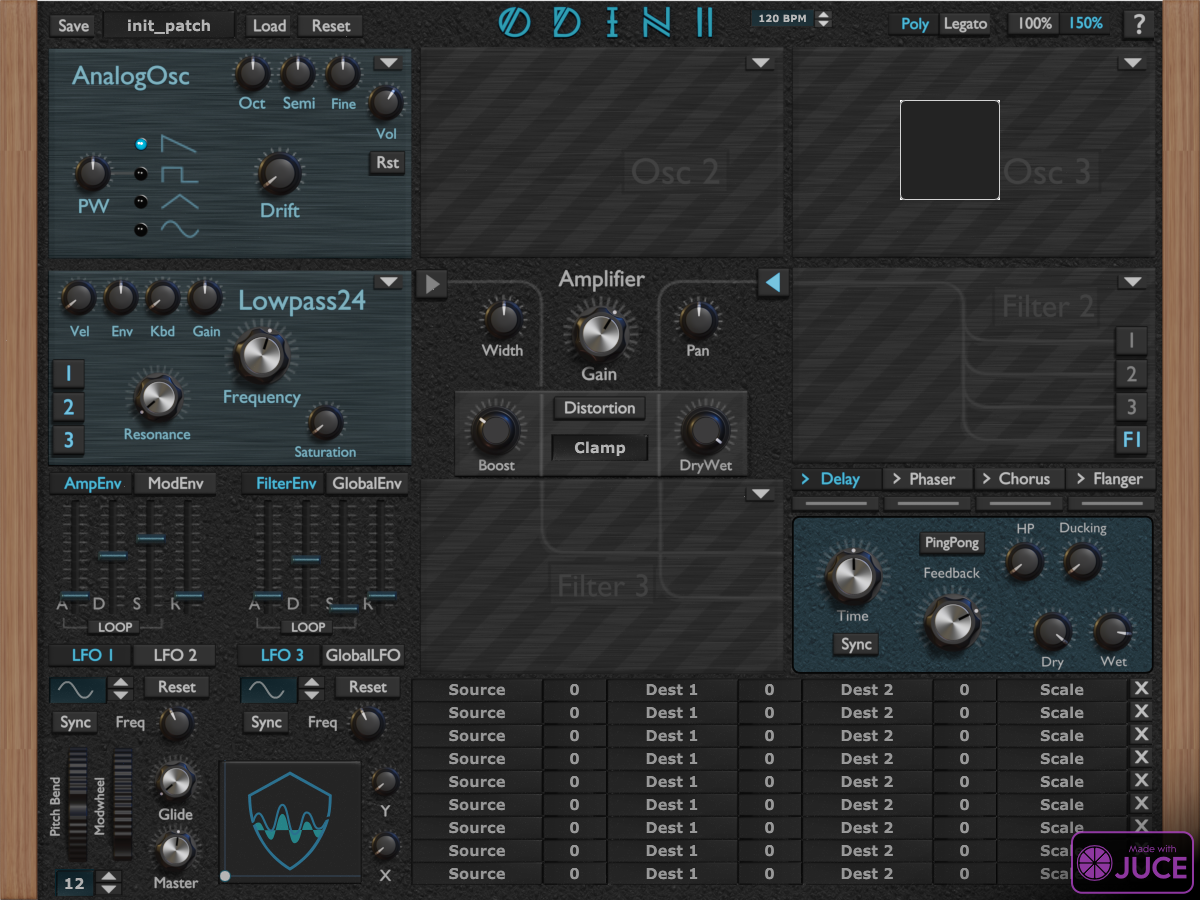 Save init_patch Load Reset ODIN II 120 BPM Poly Legato 100% 150% ?
AnalogOsc
Oct Semi Fine
Vol
Rst
PW
Drift
Osc 2
Osc 3
Vel Env Kbd Gain
Lowpass24
1
2
3
Resonance
Frequency
Saturation
Amplifier
Width
Gain
Pan
Boost
Distortion
Clamp
DryWet
Filter 2
1
2
3
FI
AmpEnv ModEnv FilterEnv GlobalEnv
A D S R
LOOP
A D S R
LOOP
Filter 3
> Delay > Phaser > Chorus > Flanger
Time
Sync
PingPong
Feedback
HP Ducking
Dry Wet
LFO 1 LFO 2 LFO 3 GlobalLFO
Reset
Sync Freq
Reset
Sync Freq
Pitch Bend
Modwheel
Glide
Master
12
Y
X
Source 0 Dest 1 0 Dest 2 0 Scale X
Source 0 Dest 1 0 Dest 2 0 Scale X
Source 0 Dest 1 0 Dest 2 0 Scale X
Source 0 Dest 1 0 Dest 2 0 Scale X
Source 0 Dest 1 0 Dest 2 0 Scale X
Source 0 Dest 1 0 Dest 2 0 Scale X
Source 0 Dest 1 0 Dest 2 0 Scale X
Source 0 Dest 1 0 Dest 2 0
Source 0 Dest 1 0 Dest 2 0
Made with
JUCE